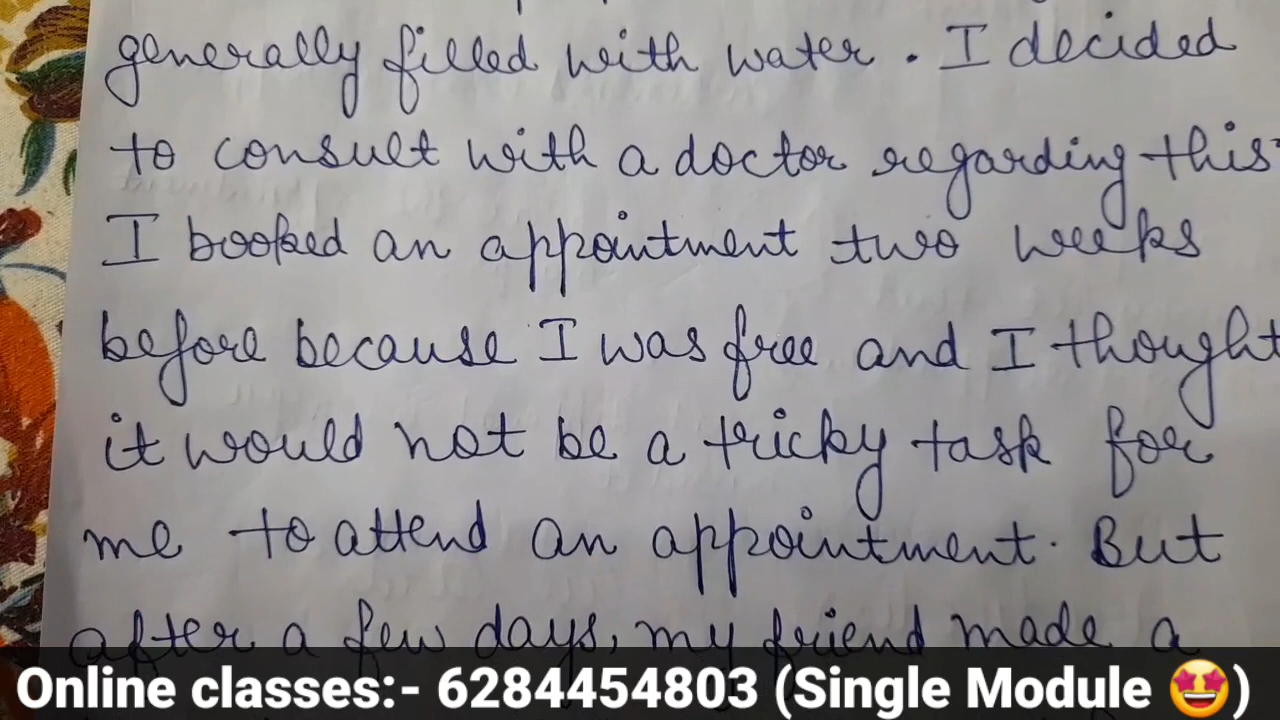 generally filled with water. I decided
to consult with a doctor regarding this
I booked an appointment two weeks
before because I was free and I thought
it would not be a tricky task for
me to attend an appointment. But
after a few days, my friend made a
Online classes:- 6284454803 (Single Module 🤩)